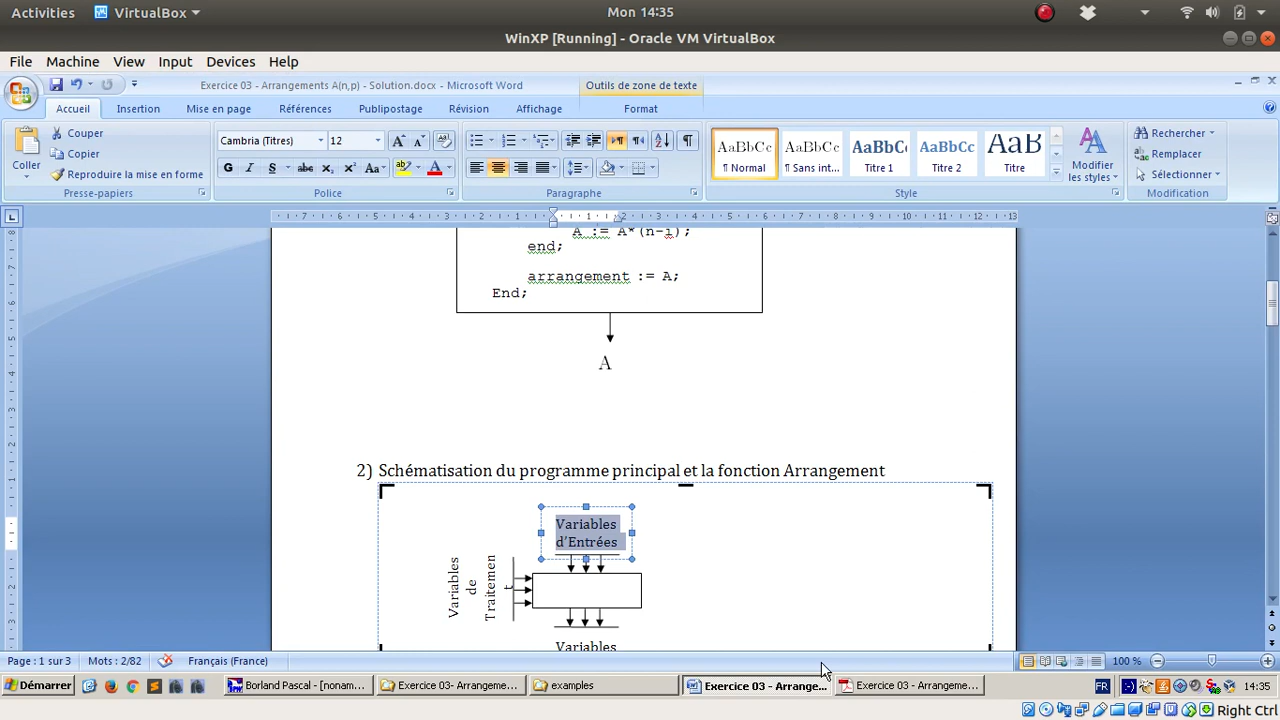 Activities
VirtualBox
Mon 14:35
WinXP [Running] - Oracle VM VirtualBox
File Machine View Input Devices Help
Exercice 03 - Arrangements A(n,p) - Solution.docx - Microsoft Word
Outils de zone de texte
Accueil Insertion Mise en page Références Publipostage Révision Affichage Format
Coller
Couper
Copier
Reproduire la mise en forme
Presse-papiers
Cambria (Titres) 12
Police
Paragraphe
AaBbCc
¶ Normal
AaBbCc
¶ Sans int...
AaBbC
Titre 1
AaBbCc
Titre 2
AaB
Titre
Modifier
les styles
Style
Rechercher
Remplacer
Sélectionner
Modification
A := A*(n-i);
end;
arrangement := A;
End;
A
2) Schématisation du programme principal et la fonction Arrangement
Variables
d'Entrées
Variables
de
Traitemen
t
Variables
Page : 1 sur 3 Mots : 2/82 Français (France) 100 %
Démarrer
Borland Pascal - [nonam...
Exercice 03- Arrangeme...
examples
Exercice 03 - Arrange...
Exercice 03 - Arrangeme...
FR
14:35
Right Ctrl